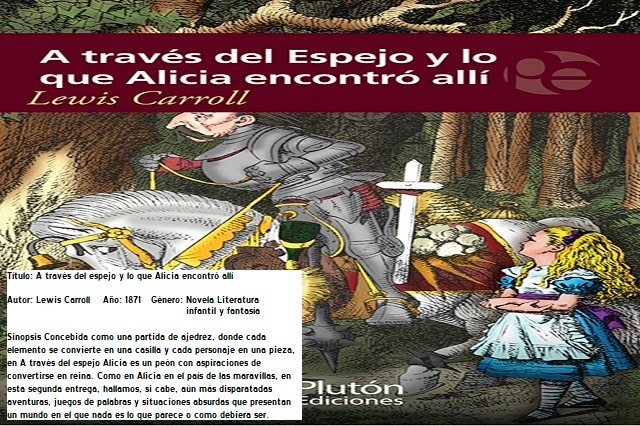 A través del Espejo y lo
que Alicia encontró allí
Lewis Carroll
Título: A través del espejo y lo que Alicia encontró allí
Autor: Lewis Carroll Año: 1871 Género: Novela Literatura
infantil y fantasía
Sinopsis Concebida como una partida de ajedrez, donde cada
elemento se convierte en una casilla y cada personaje en una pieza,
en A través del espejo Alicia es un peón con aspiraciones de
convertirse en reina. Como en Alicia en el país de las maravillas, en
esta segunda entrega, hallamos, si cabe, aún más disparatadas
aventuras, juegos de palabras y situaciones absurdas que presentan
un mundo en el que nada es lo que parece o como debiera ser.
Plutón
Ediciones